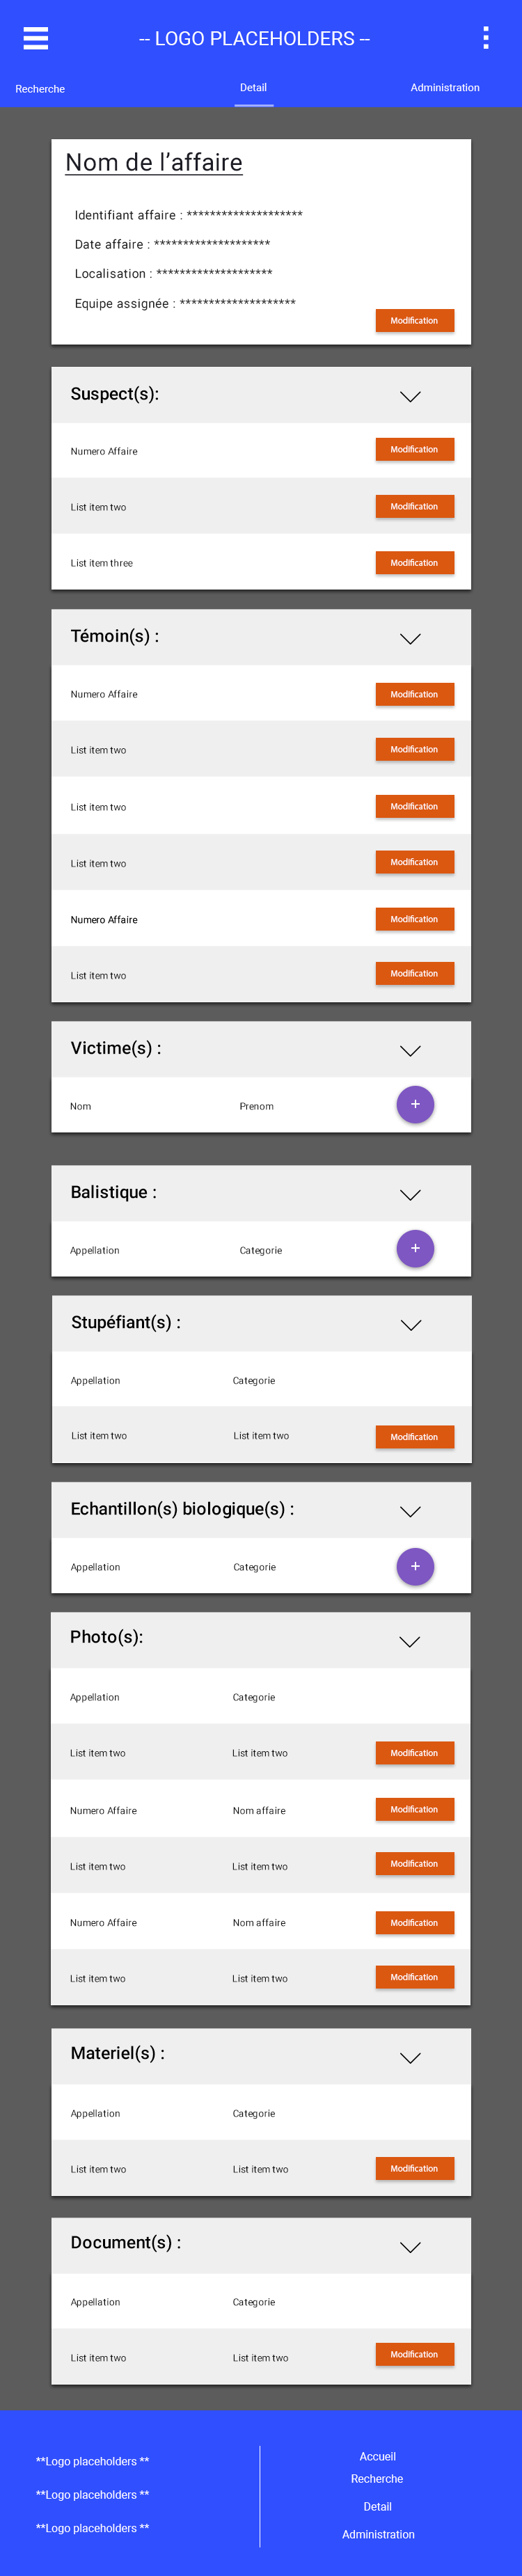 -- LOGO PLACEHOLDERS --
Recherche Detail Administration
Nom de l’affaire
Identifiant affaire : ********************
Date affaire : ********************
Localisation : ********************
Equipe assignée : ********************
Modification
Suspect(s):
Numero Affaire Modification
List item two Modification
List item three Modification
Témoin(s) :
Numero Affaire Modification
List item two Modification
List item two Modification
List item two Modification
Numero Affaire Modification
List item two Modification
Victime(s) :
Nom Prenom +
Balistique :
Appellation Categorie +
Stupéfiant(s) :
Appellation Categorie
List item two List item two Modification
Echantillon(s) biologique(s) :
Appellation Categorie +
Photo(s):
Appellation Categorie
List item two List item two Modification
Numero Affaire Nom affaire Modification
List item two List item two Modification
Numero Affaire Nom affaire Modification
List item two List item two Modification
Materiel(s) :
Appellation Categorie
List item two List item two Modification
Document(s) :
Appellation Categorie
List item two List item two Modification
**Logo placeholders **
**Logo placeholders **
**Logo placeholders **
Accueil
Recherche
Detail
Administration